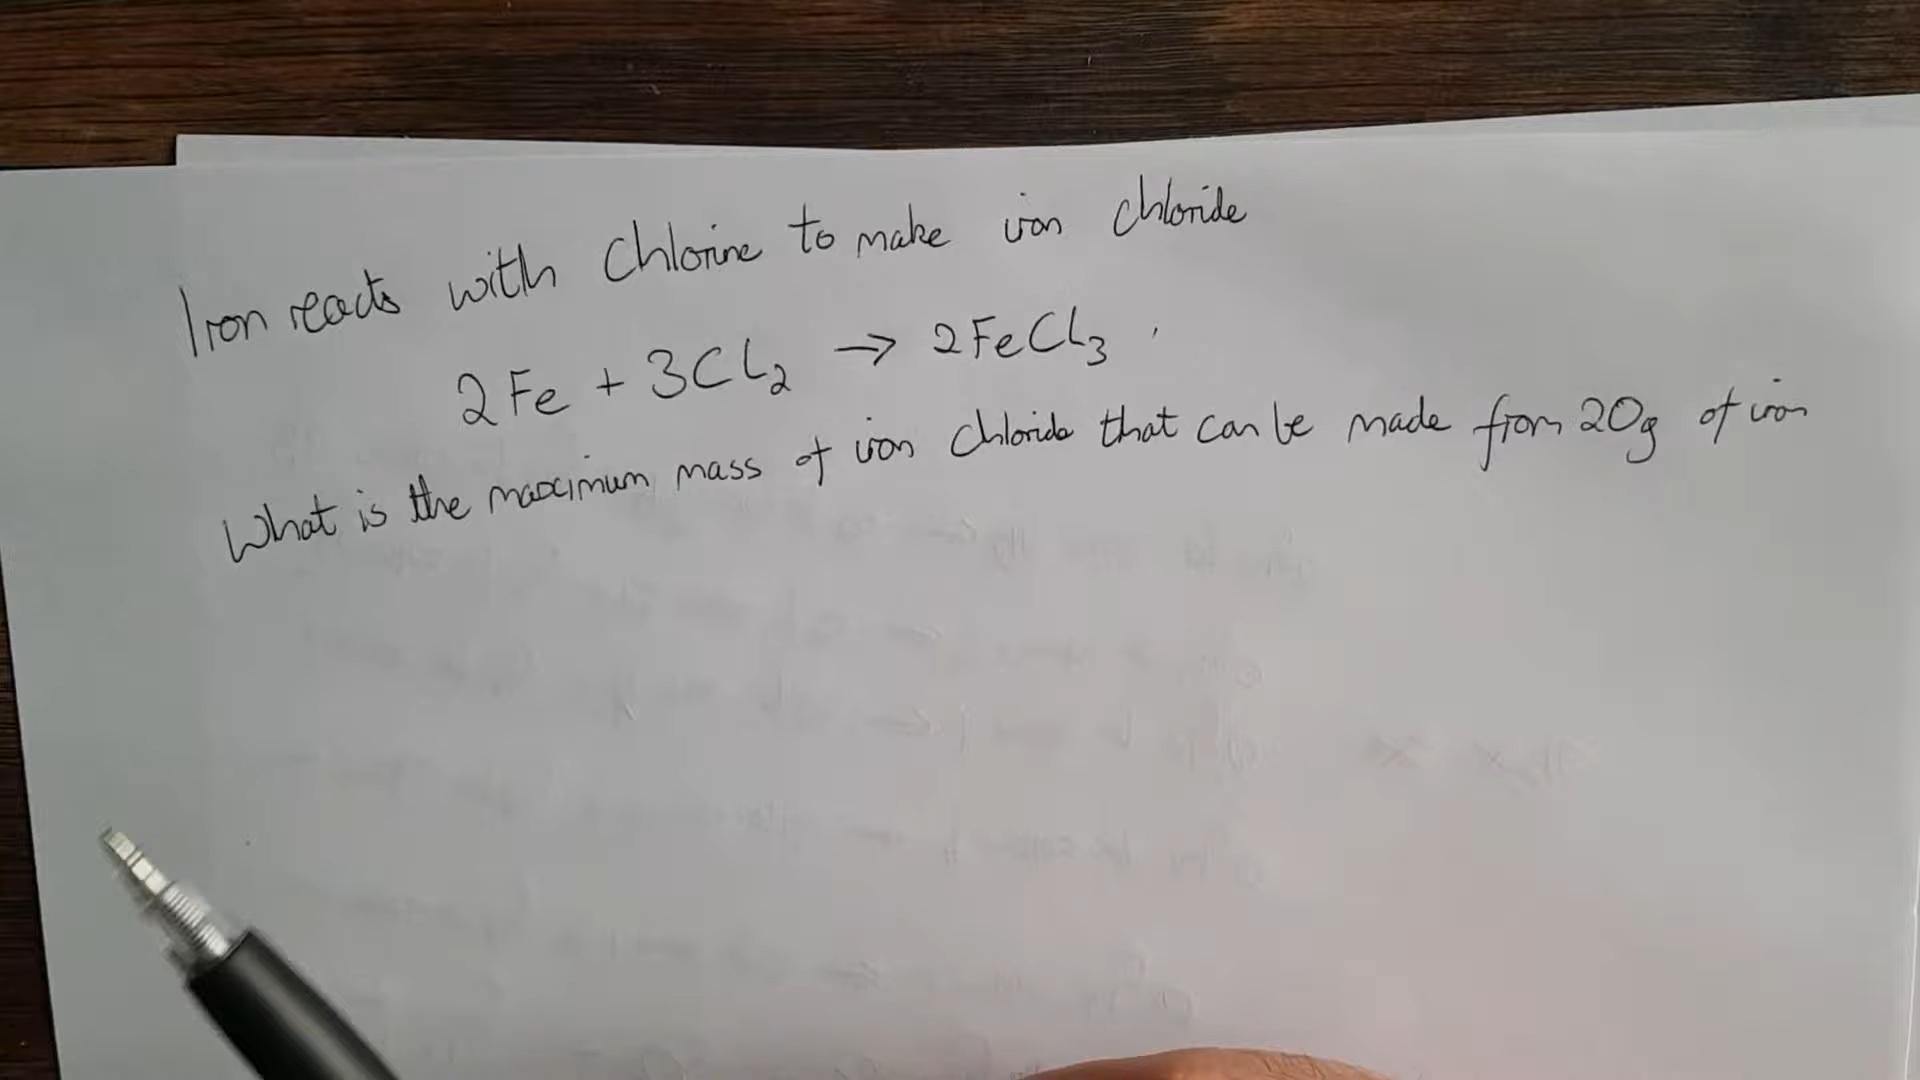 Iron reacts with Chlorine to make iron chloride
2Fe + 3Cl₂ → 2FeCl₃
What is the maximum mass of iron chloride that can be made from 20g of iron